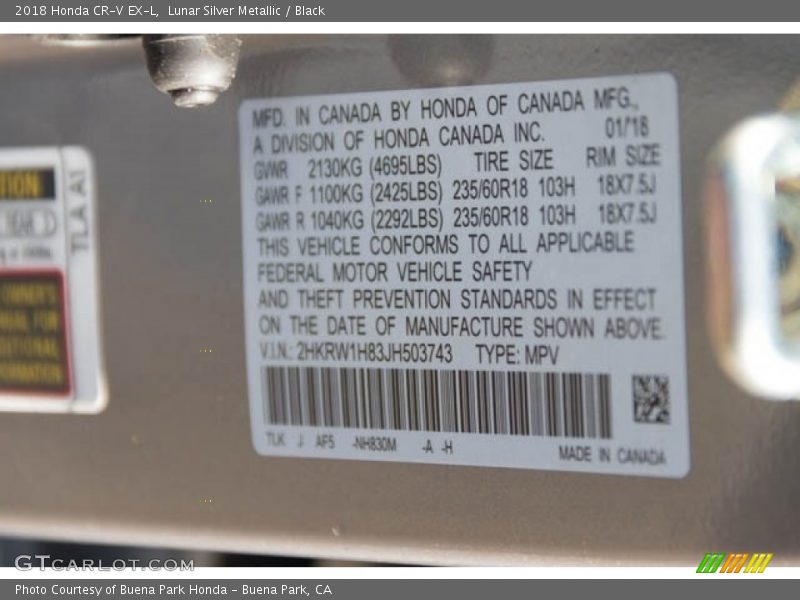 2018 Honda CR-V EX-L, Lunar Silver Metallic / Black
MFD. IN CANADA BY HONDA OF CANADA MFG.,
A DIVISION OF HONDA CANADA INC. 01/18
GVWR 2130KG (4695LBS) TIRE SIZE RIM SIZE
GAWR F 1100KG (2425LBS) 235/60R18 103H 18X7.5J
GAWR R 1040KG (2292LBS) 235/60R18 103H 18X7.5J
THIS VEHICLE CONFORMS TO ALL APPLICABLE
FEDERAL MOTOR VEHICLE SAFETY
AND THEFT PREVENTION STANDARDS IN EFFECT
ON THE DATE OF MANUFACTURE SHOWN ABOVE.
V.I.N.: 2HKRW1H83JH503743 TYPE: MPV
TLK J AF5 -NH830M -A -H
MADE IN CANADA
TION
TLA A1
GTCARLOT.COM
Photo Courtesy of Buena Park Honda - Buena Park, CA